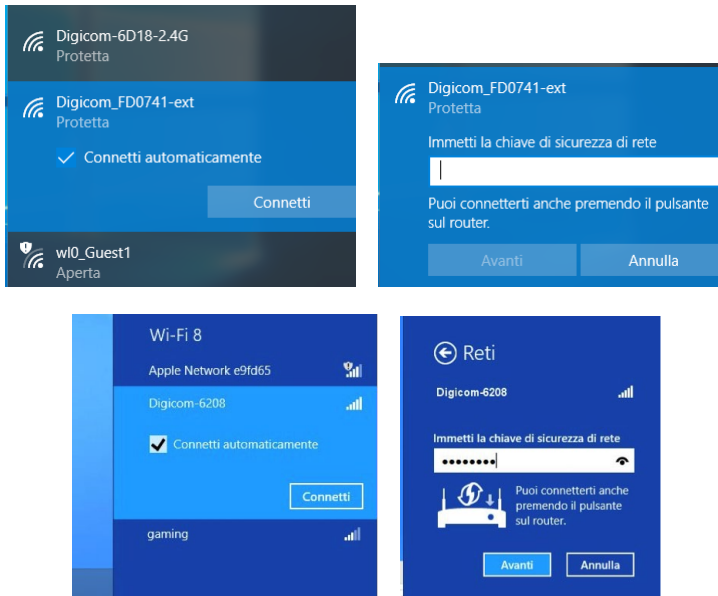 Digicom-6D18-2.4G
Protetta
Digicom_FD0741-ext
Protetta
Connetti automaticamente
Connetti
wl0_Guest1
Aperta
Digicom_FD0741-ext
Protetta
Immetti la chiave di sicurezza di rete
Puoi connetterti anche premendo il pulsante
sul router.
Avanti
Annulla
Wi-Fi 8
Apple Network e9fd65
Digicom-6208
Connetti automaticamente
Connetti
gaming
Reti
Digicom-6208
Immetti la chiave di sicurezza di rete
Puoi connetterti anche
premendo il pulsante
sul router.
Avanti
Annulla